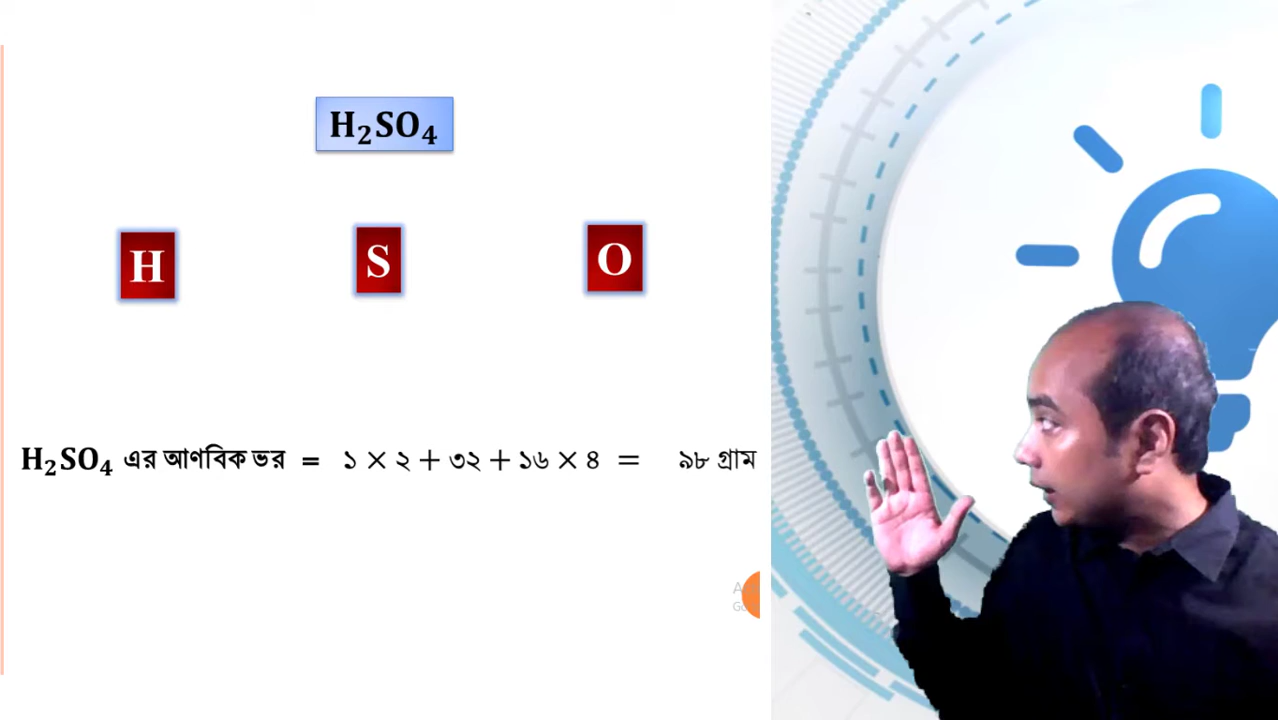 H₂SO₄
H S O
H₂SO₄ এর আণবিক ভর = ১ × ২ + ৩২ + ১৬ × ৪ = ৯৮ গ্রাম